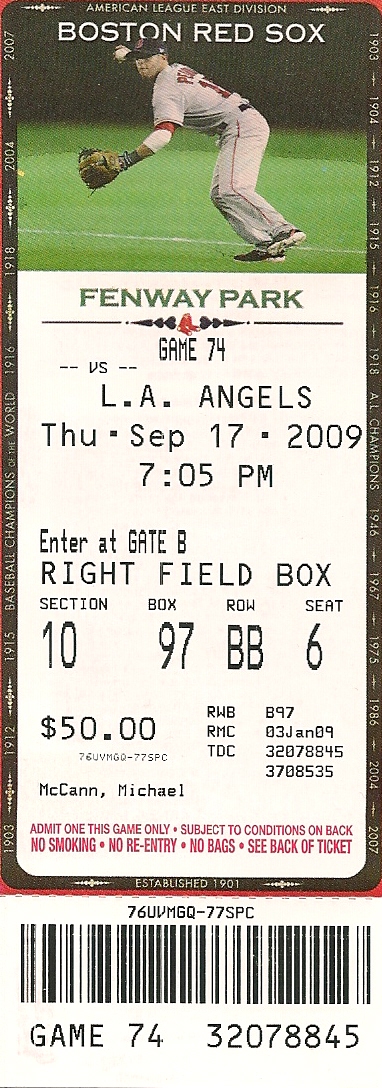 AMERICAN LEAGUE EAST DIVISION
BOSTON RED SOX
FENWAY PARK
GAME 74
-- VS --
L.A. ANGELS
Thu · Sep 17 · 2009
7:05 PM
Enter at GATE B
RIGHT FIELD BOX
SECTION BOX ROW SEAT
10 97 BB 6
$50.00
RWB B97
RMC 03Jan09
TDC 32078845
3708535
76UVMGQ-77SPC
McCann, Michael
ADMIT ONE THIS GAME ONLY • SUBJECT TO CONDITIONS ON BACK
NO SMOKING • NO RE-ENTRY • NO BAGS • SEE BACK OF TICKET
ESTABLISHED 1901
1903 1912 1915 BASEBALL CHAMPIONS OF THE WORLD 1916 1918 2004 2007
1903 1904 1912 1915 1916 1918 A.L. CHAMPIONS 1946 1967 1975 1986 2004 2007
76UVMGQ-77SPC
GAME 74 32078845